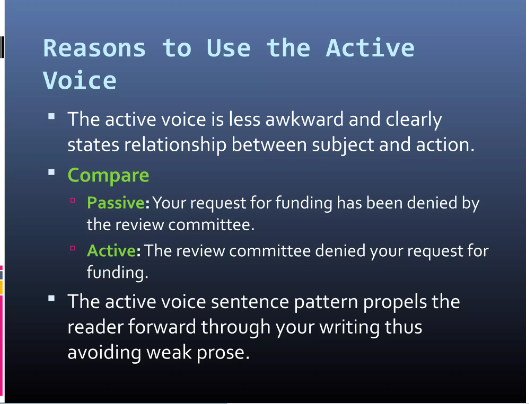 Reasons to Use the Active
Voice
The active voice is less awkward and clearly
states relationship between subject and action.
Compare
Passive: Your request for funding has been denied by
the review committee.
Active: The review committee denied your request for
funding.
The active voice sentence pattern propels the
reader forward through your writing thus
avoiding weak prose.